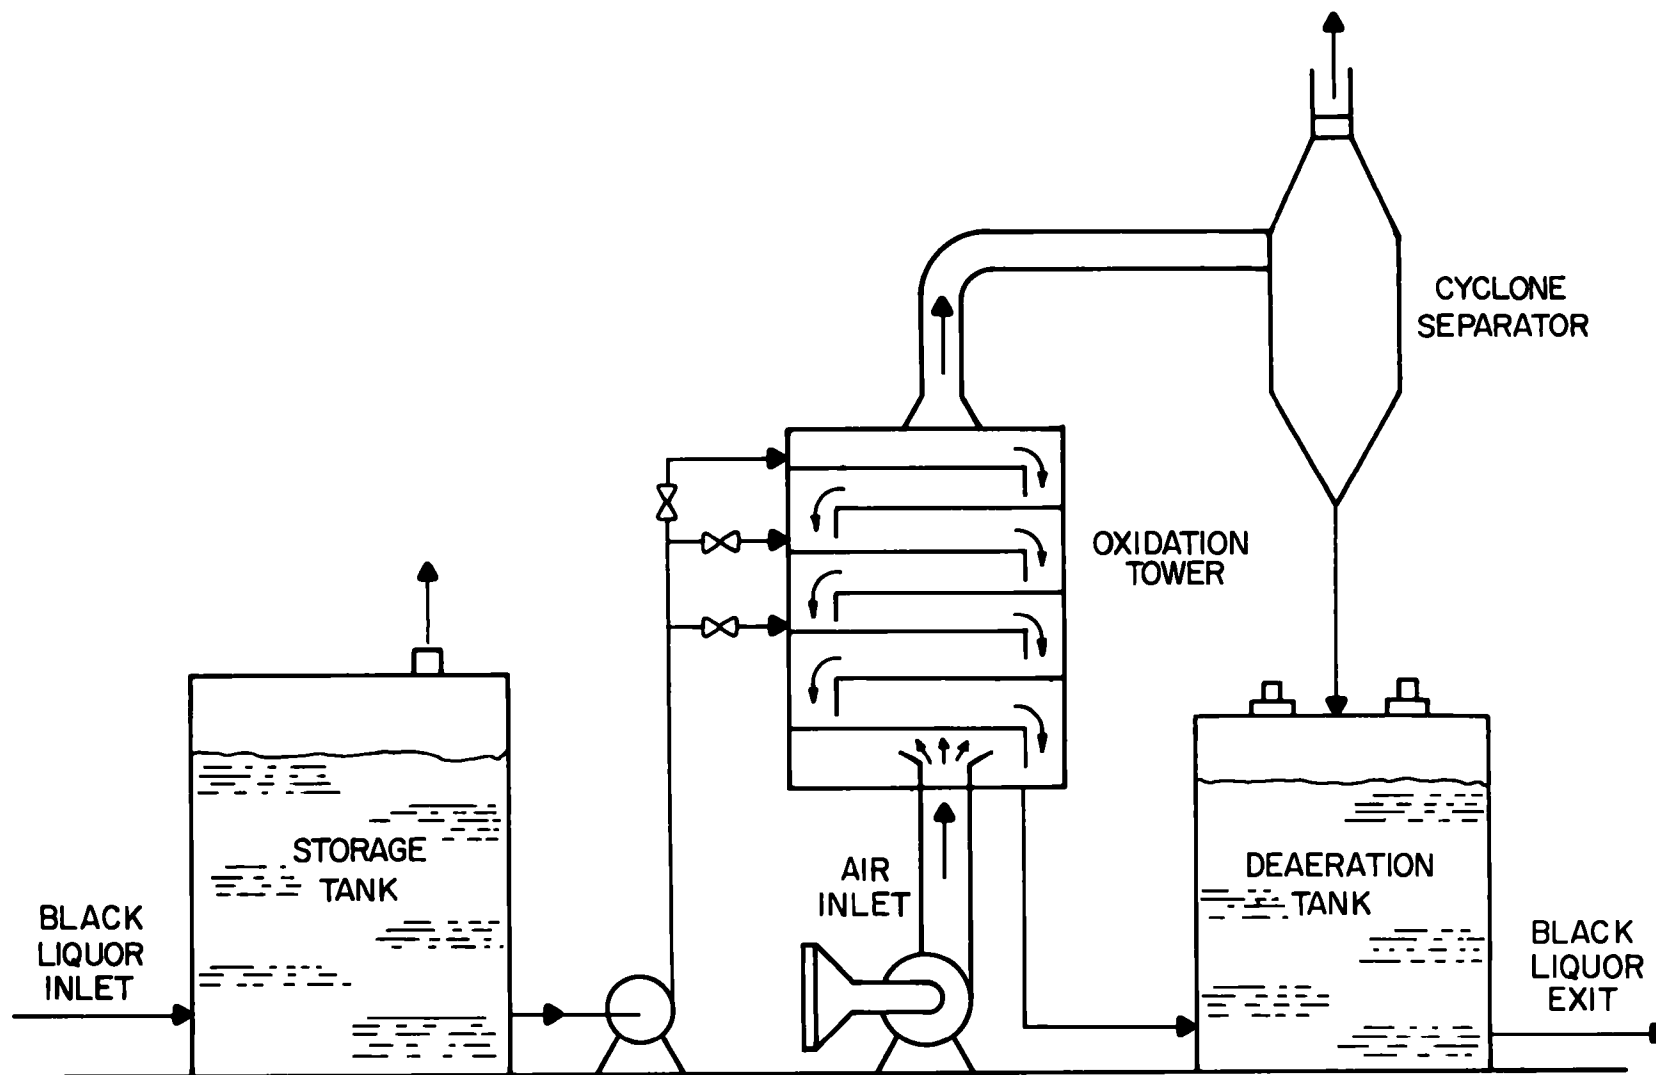 CYCLONE
SEPARATOR
OXIDATION
TOWER
STORAGE
TANK
AIR
INLET
DEAERATION
TANK
BLACK
LIQUOR
INLET
BLACK
LIQUOR
EXIT